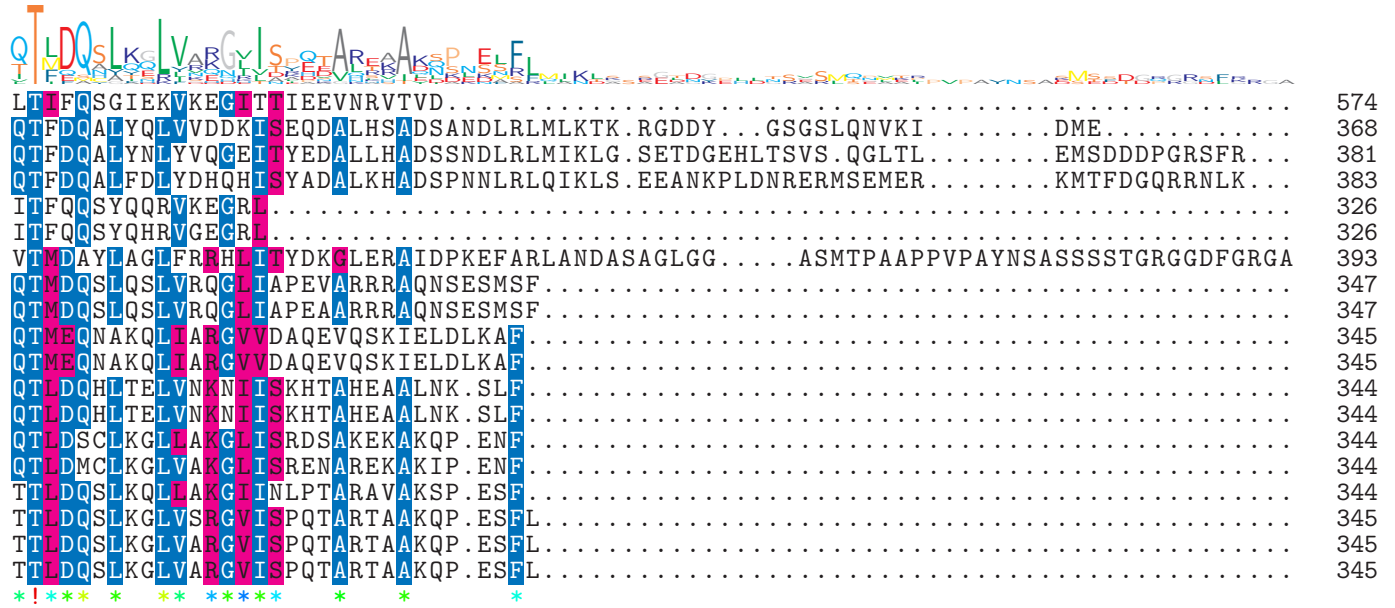 LTIFQSGIEKVKEGITTIEEVNRVTVD..................................................... 574
QTFDQALYQLVVDDKISEQDALHSADSANDLRLMLKTK.RGDDY...GSGSLQNVKI........DME............ 368
QTFDQALYNLYVQGEITYEDALLHADSSNDLRLMIKLG.SETDGEHLTSVS.QGLTL........EMSDDDPGRSFR... 381
QTFDQALFDLYDHQHISYADALKHADSPNNLRLQIKLS.EEANKPLDNRERMSEMER........KMTFDGQRRNLK... 383
ITFQQSYQQRVKEGRL................................................................ 326
ITFQQSYQHRVGEGRL................................................................ 326
VTMDAYLAGLFRRHLITYDKGLERAIDPKEFARLANDASAGLGG.....ASMTPAAPPVPAYNSASSSSTGRGGDFGRGA 393
QTMDQSLQSLVRQGLIAPEVARRRAQNSESMSF............................................... 347
QTMDQSLQSLVRQGLIAPEAARRRAQNSESMSF............................................... 347
QTMEQNAKQLIARGVVDAQEVQSKIELDLKAF................................................ 345
QTMEQNAKQLIARGVVDAQEVQSKIELDLKAF................................................ 345
QTLDQHLTELVNKNIISKHTAHEAALNK.SLF................................................ 344
QTLDQHLTELVNKNIISKHTAHEAALNK.SLF................................................ 344
QTLDSCLKGLLAKGLISRDSAKEKAKQP.ENF................................................ 344
QTLDMCLKGLVAKGLISRENAREKAKIP.ENF................................................ 344
TTLDQSLKQLLAKGIINLPTARAVAKSP.ESF................................................ 344
TTLDQSLKGLVSRGVISPQTARTAAKQP.ESFL............................................... 345
TTLDQSLKGLVARGVISPQTARTAAKQP.ESFL............................................... 345
TTLDQSLKGLVARGVISPQTARTAAKQP.ESFL............................................... 345
*!*** *  ** *****   *   *      *